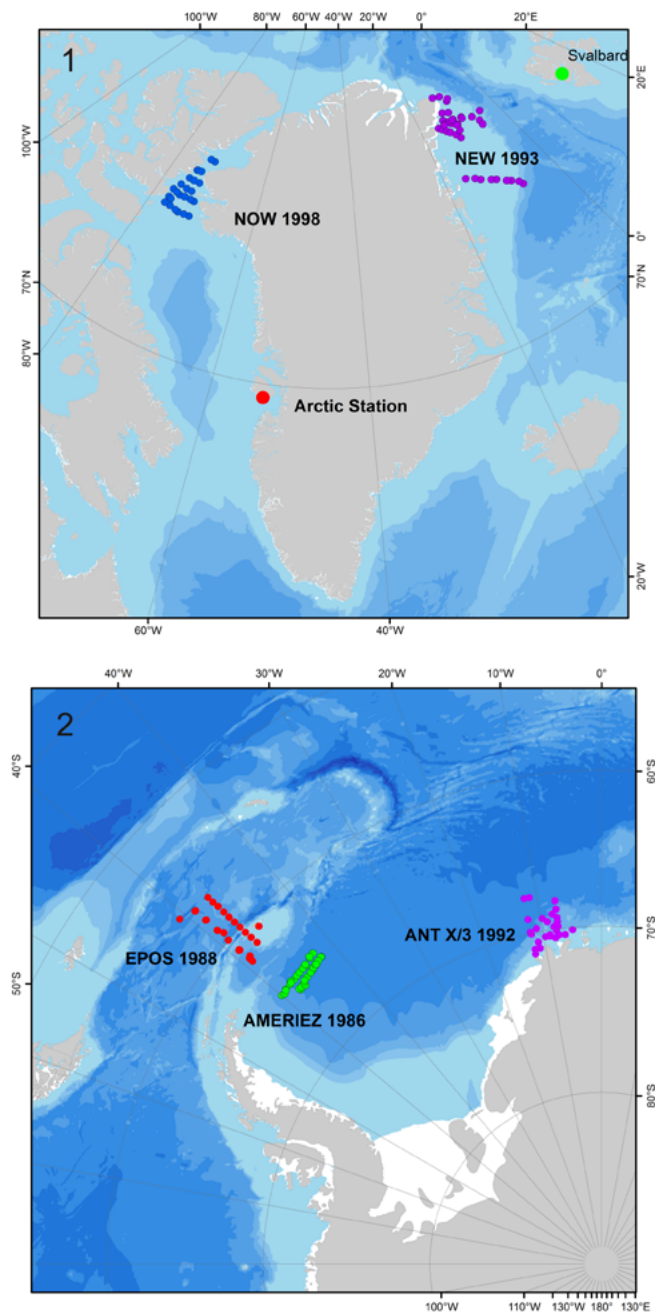 100°W 80°W 60°W 40°W 0° 20°E
1
Svalbard
20°E
100°W
NEW 1993
NOW 1998
0°
70°N
70°N
80°W
Arctic Station
20°W
60°W 40°W
40°W 30°W 20°W 10°W 0°
2
40°S
60°S
ANT X/3 1992
70°S
EPOS 1988
50°S
AMERIEZ 1986
80°S
100°W 110°W 130°W 180° 130°E